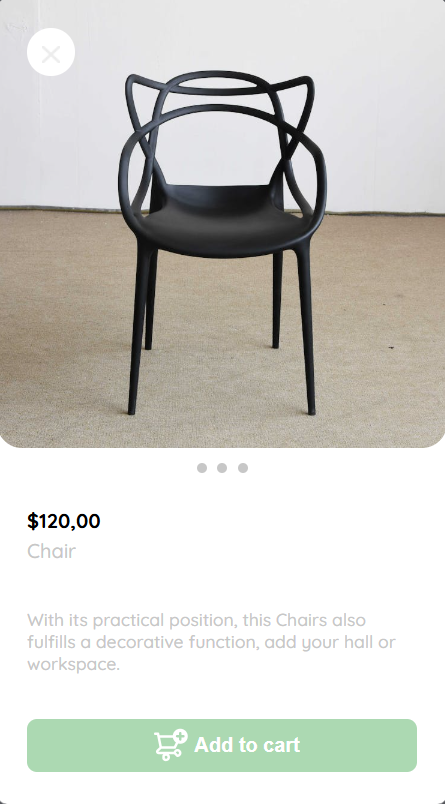 $120,00
Chair
With its practical position, this Chairs also
fulfills a decorative function, add your hall or
workspace.
Add to cart